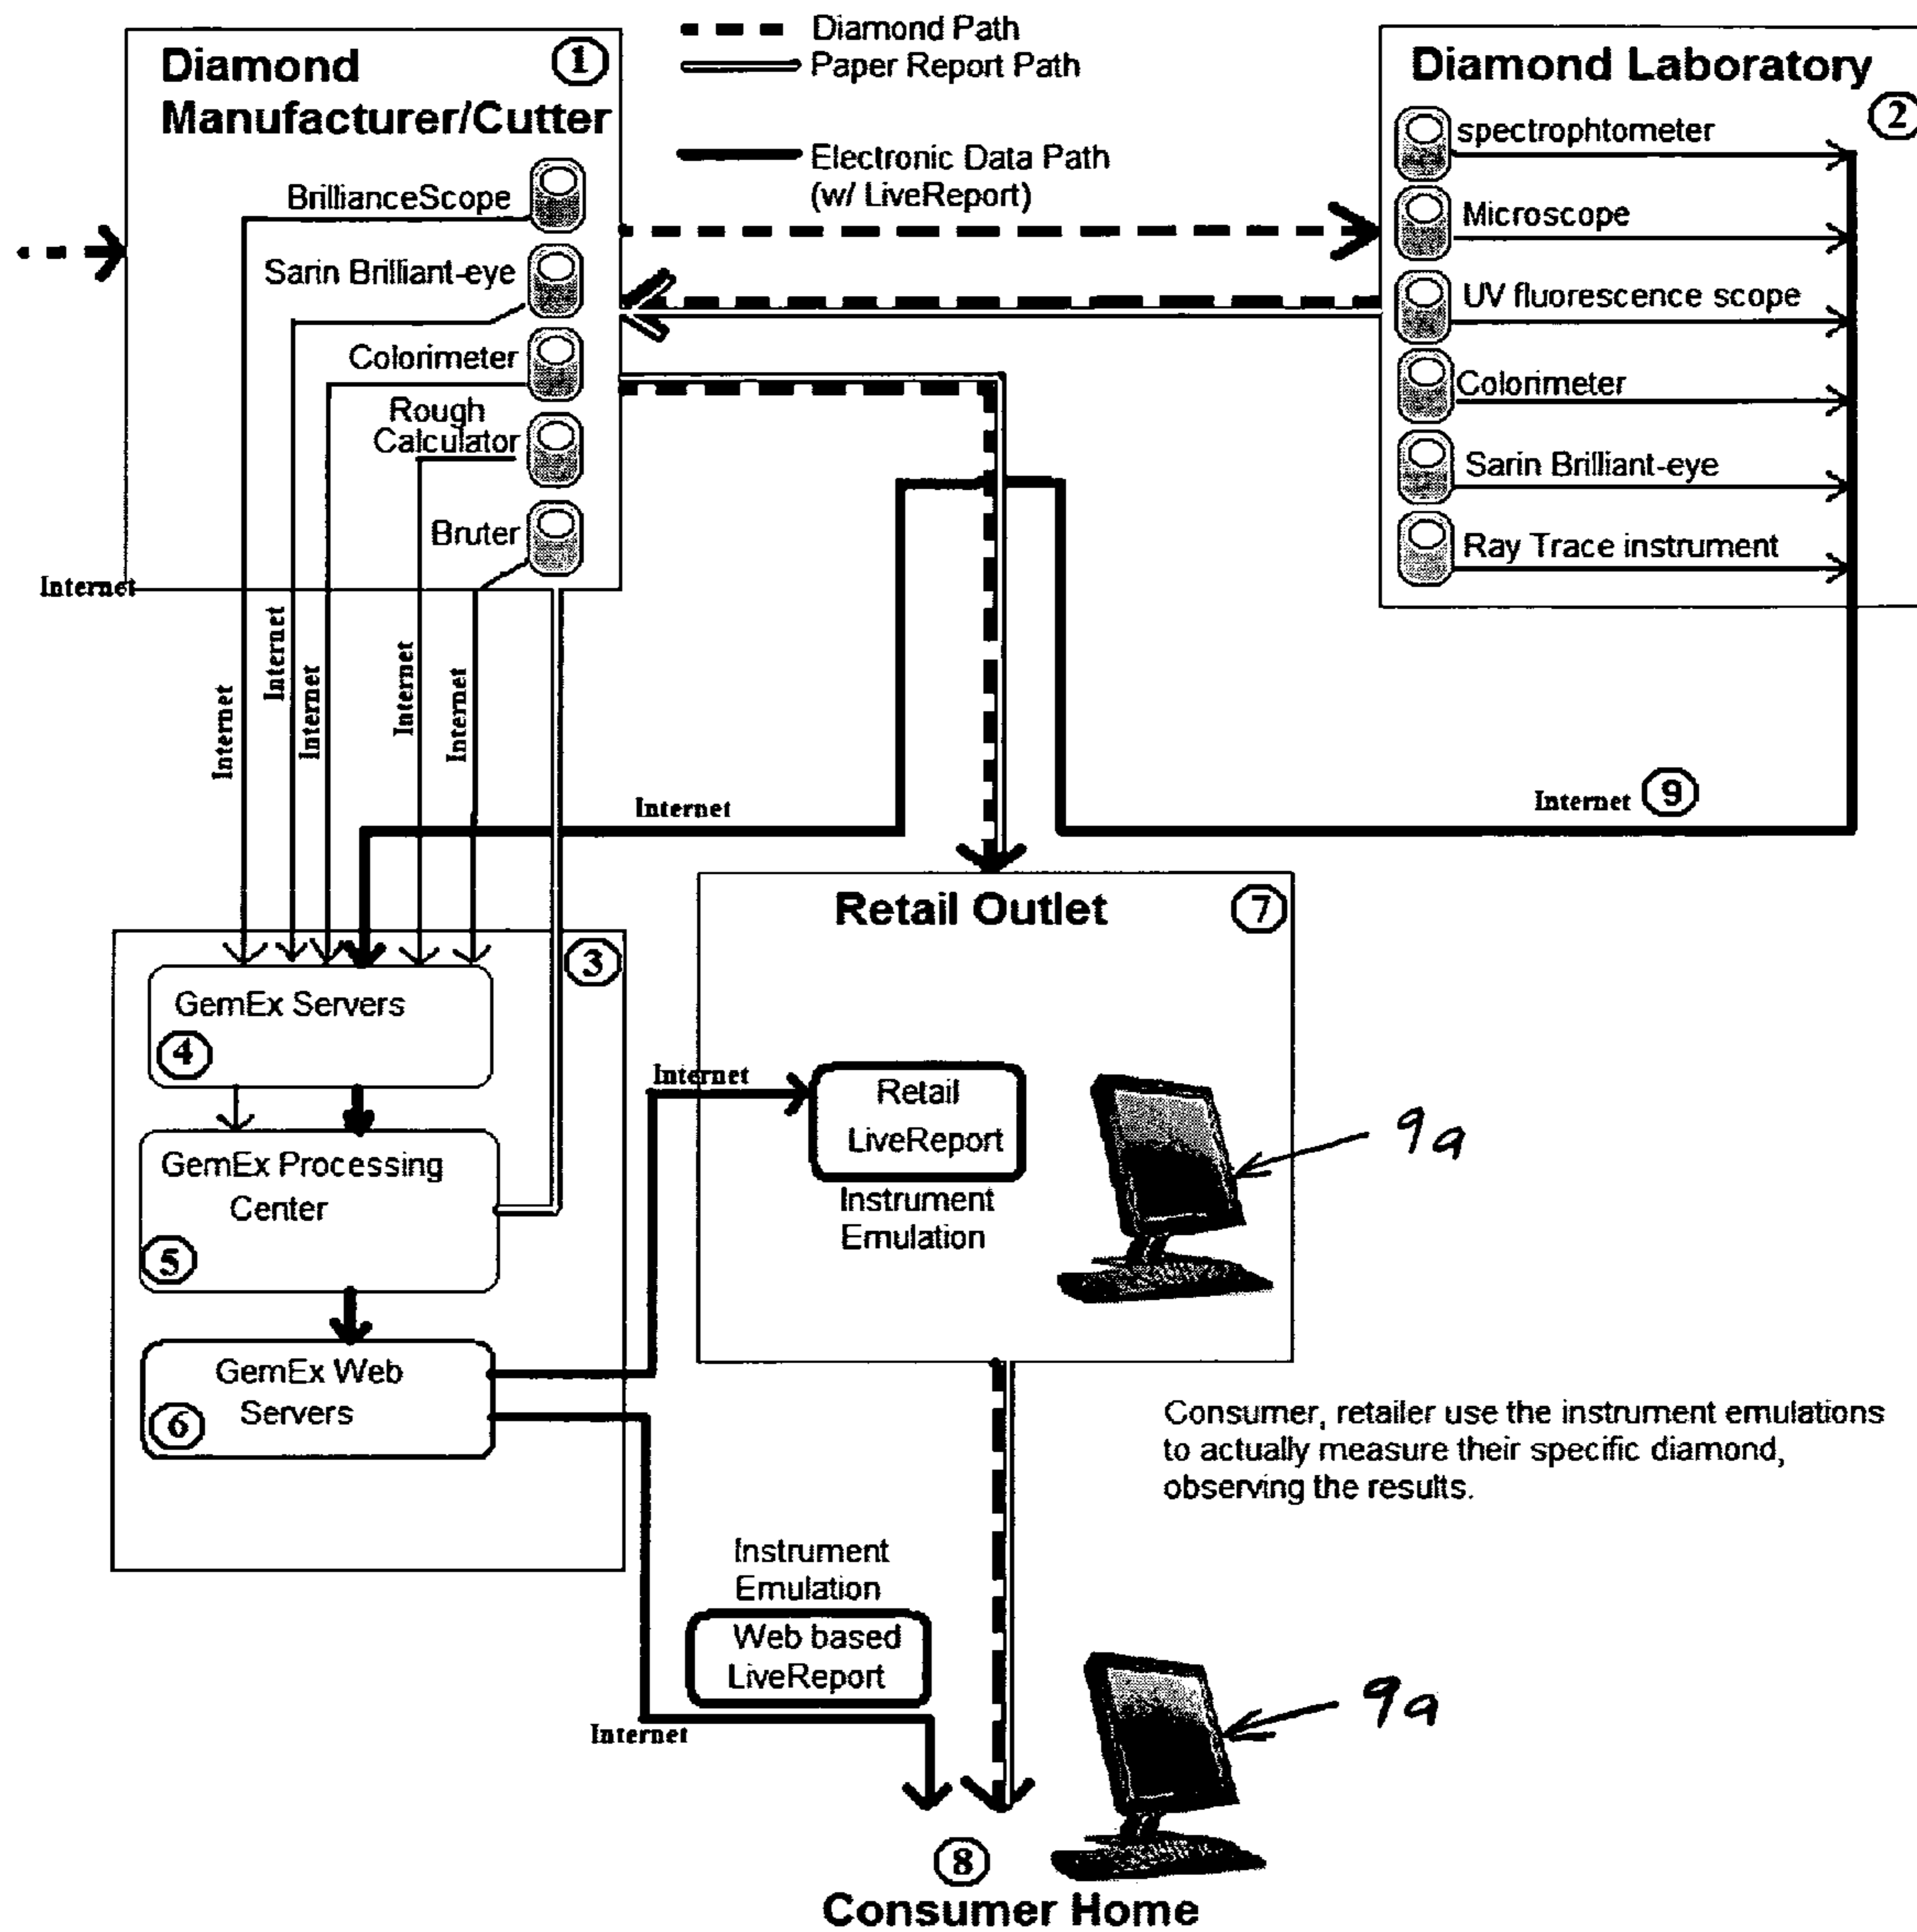 Diamond Path
Paper Report Path
Electronic Data Path
(w/ LiveReport)
Diamond
Manufacturer/Cutter
1
BrillianceScope
Sarin Brilliant-eye
Colorimeter
Rough
Calculator
Bruter
Internet
Internet
Internet
Internet
Internet
Internet
Diamond Laboratory
2
spectrophtometer
Microscope
UV fluorescence scope
Colorimeter
Sarin Brilliant-eye
Ray Trace instrument
Internet
Internet 9
3
GemEx Servers
4
GemEx Processing
Center
5
GemEx Web
Servers
6
Retail Outlet
7
Internet
Retail
LiveReport
Instrument
Emulation
9a
Consumer, retailer use the instrument emulations
to actually measure their specific diamond,
observing the results.
Instrument
Emulation
Web based
LiveReport
Internet
9a
8
Consumer Home